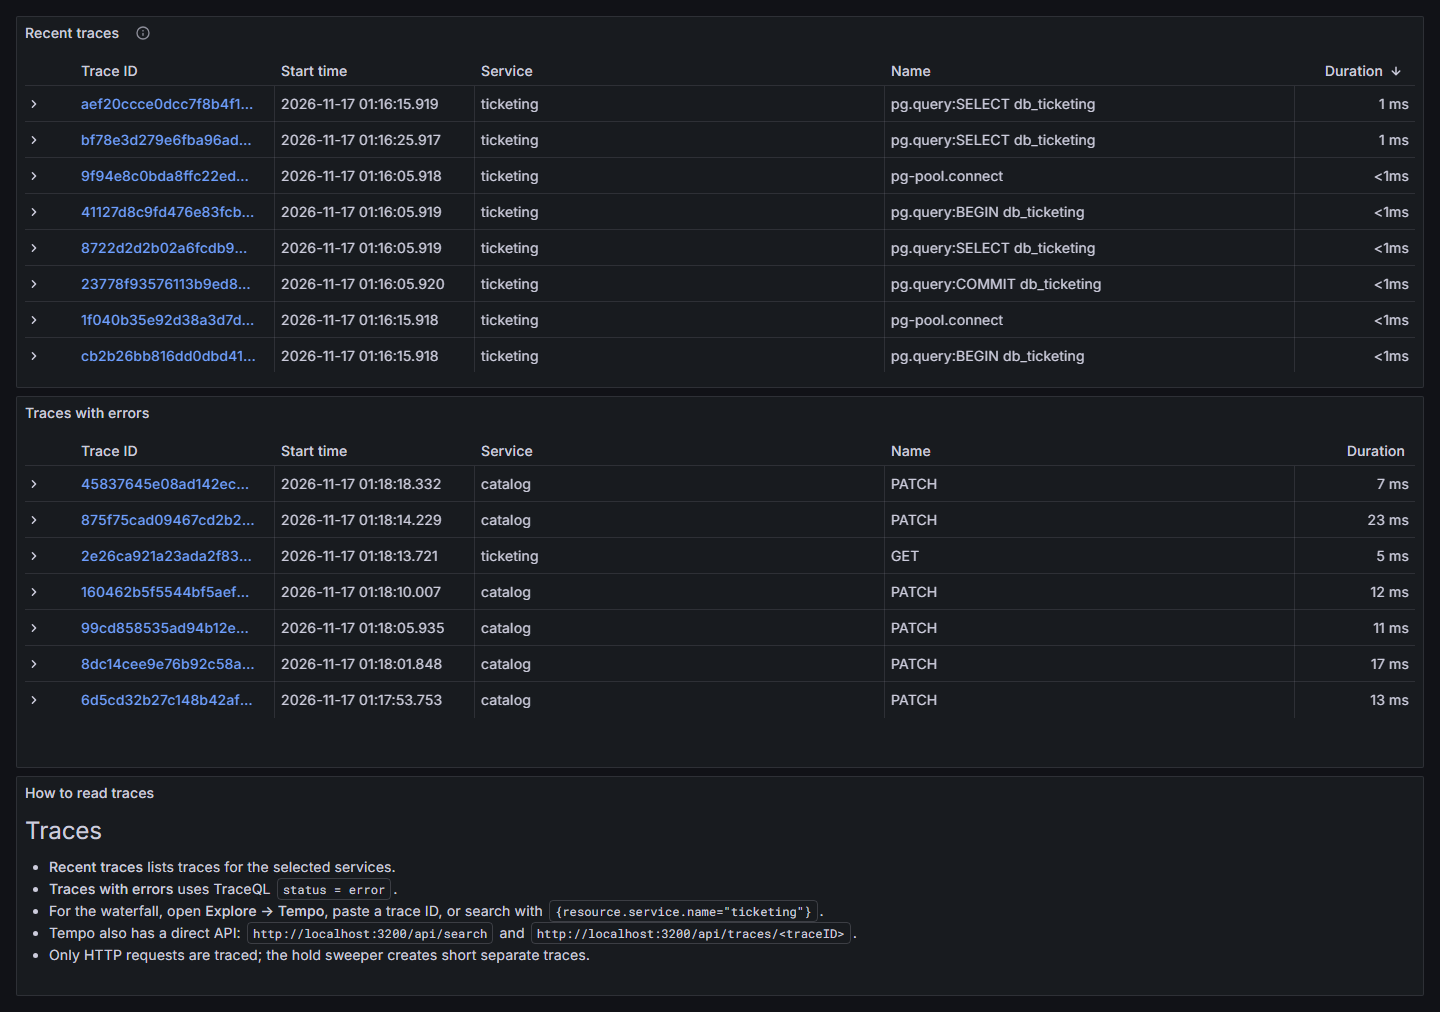 Recent traces
Trace ID Start time Service Name Duration ↓
aef20ccce0dcc7f8b4f1... 2026-11-17 01:16:15.919 ticketing pg.query:SELECT db_ticketing 1 ms
bf78e3d279e6fba96ad... 2026-11-17 01:16:25.917 ticketing pg.query:SELECT db_ticketing 1 ms
9f94e8c0bda8ffc22ed... 2026-11-17 01:16:05.918 ticketing pg-pool.connect <1ms
41127d8c9fd476e83fcb... 2026-11-17 01:16:05.919 ticketing pg.query:BEGIN db_ticketing <1ms
8722d2d2b02a6fcdb9... 2026-11-17 01:16:05.919 ticketing pg.query:SELECT db_ticketing <1ms
23778f93576113b9ed8... 2026-11-17 01:16:05.920 ticketing pg.query:COMMIT db_ticketing <1ms
1f040b35e92d38a3d7d... 2026-11-17 01:16:15.918 ticketing pg-pool.connect <1ms
cb2b26bb816dd0dbd41... 2026-11-17 01:16:15.918 ticketing pg.query:BEGIN db_ticketing <1ms
Traces with errors
Trace ID Start time Service Name Duration
45837645e08ad142ec... 2026-11-17 01:18:18.332 catalog PATCH 7 ms
875f75cad09467cd2b2... 2026-11-17 01:18:14.229 catalog PATCH 23 ms
2e26ca921a23ada2f83... 2026-11-17 01:18:13.721 ticketing GET 5 ms
160462b5f5544bf5aef... 2026-11-17 01:18:10.007 catalog PATCH 12 ms
99cd858535ad94b12e... 2026-11-17 01:18:05.935 catalog PATCH 11 ms
8dc14cee9e76b92c58a... 2026-11-17 01:18:01.848 catalog PATCH 17 ms
6d5cd32b27c148b42af... 2026-11-17 01:17:53.753 catalog PATCH 13 ms
How to read traces
Traces
• Recent traces lists traces for the selected services.
• Traces with errors uses TraceQL status = error.
• For the waterfall, open Explore → Tempo, paste a trace ID, or search with {resource.service.name="ticketing"}.
• Tempo also has a direct API: http://localhost:3200/api/search and http://localhost:3200/api/traces/<traceID>.
• Only HTTP requests are traced; the hold sweeper creates short separate traces.